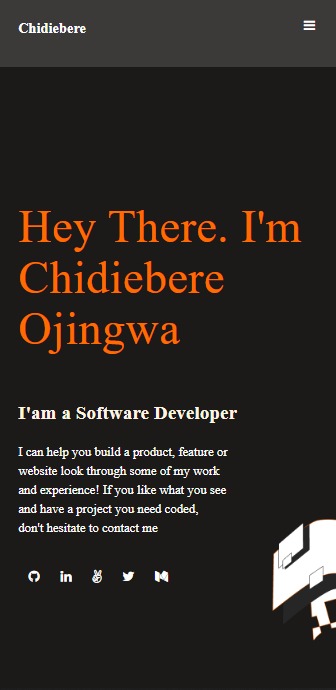 Chidiebere
Hey There. I'm
Chidiebere
Ojingwa
I'am a Software Developer
I can help you build a product, feature or
website look through some of my work
and experience! If you like what you see
and have a project you need coded,
don't hesitate to contact me